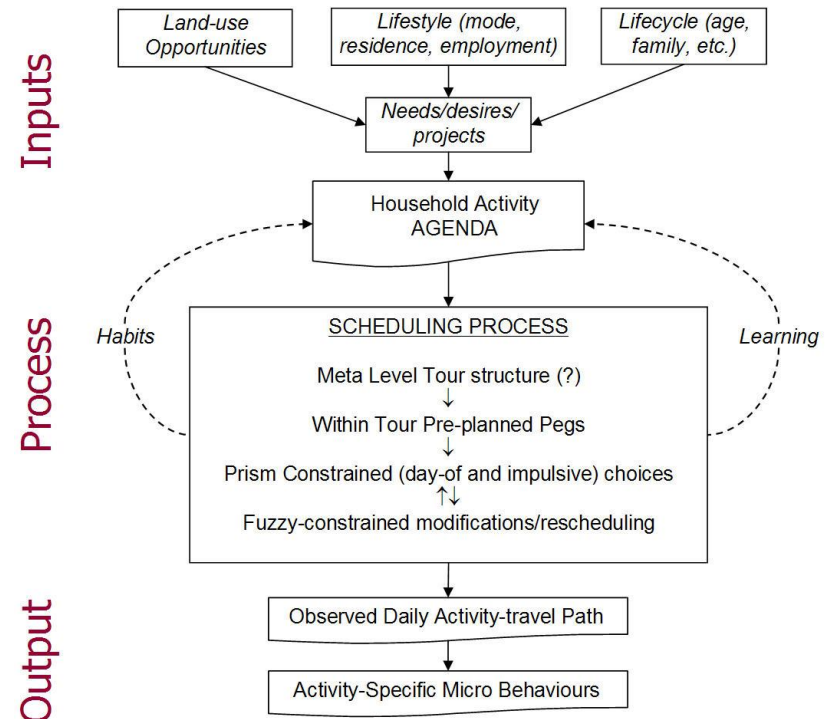 Inputs
Land-use
Opportunities
Lifestyle (mode,
residence, employment)
Lifecycle (age,
family, etc.)
Needs/desires/
projects
Household Activity
AGENDA
Process
Habits
Learning
SCHEDULING PROCESS
Meta Level Tour structure (?)
↓
Within Tour Pre-planned Pegs
↓
Prism Constrained (day-of and impulsive) choices
↑↓
Fuzzy-constrained modifications/rescheduling
Output
Observed Daily Activity-travel Path
Activity-Specific Micro Behaviours